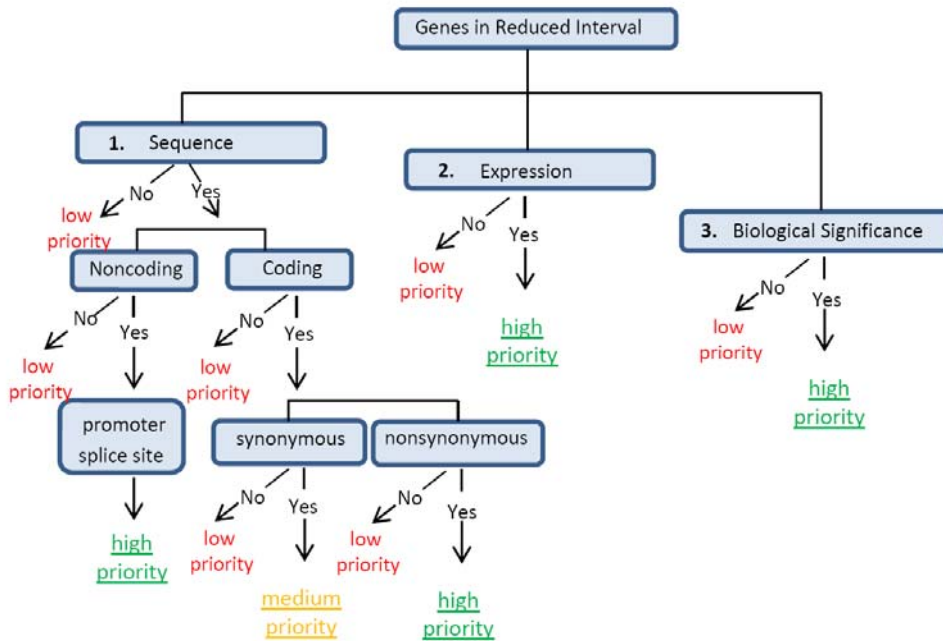 Genes in Reduced Interval
1. Sequence
No
Yes
low
priority
Noncoding
No
low
priority
Yes
promoter
splice site
high
priority
Coding
No
low
priority
Yes
synonymous
No
low
priority
Yes
medium
priority
nonsynonymous
No
low
priority
Yes
high
priority
2. Expression
No
low
priority
Yes
high
priority
3. Biological Significance
No
low
priority
Yes
high
priority